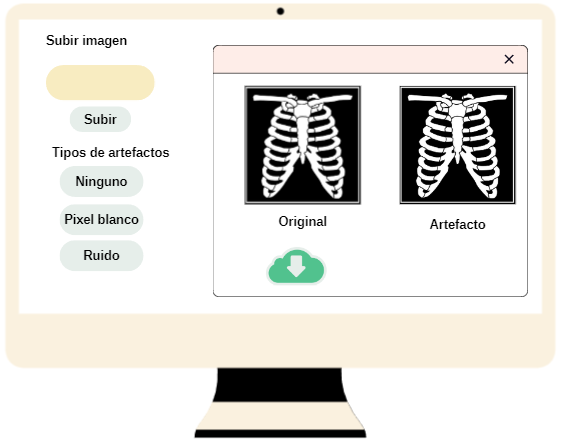 Subir imagen
Subir
Tipos de artefactos
Ninguno
Pixel blanco
Ruido
Original
Artefacto